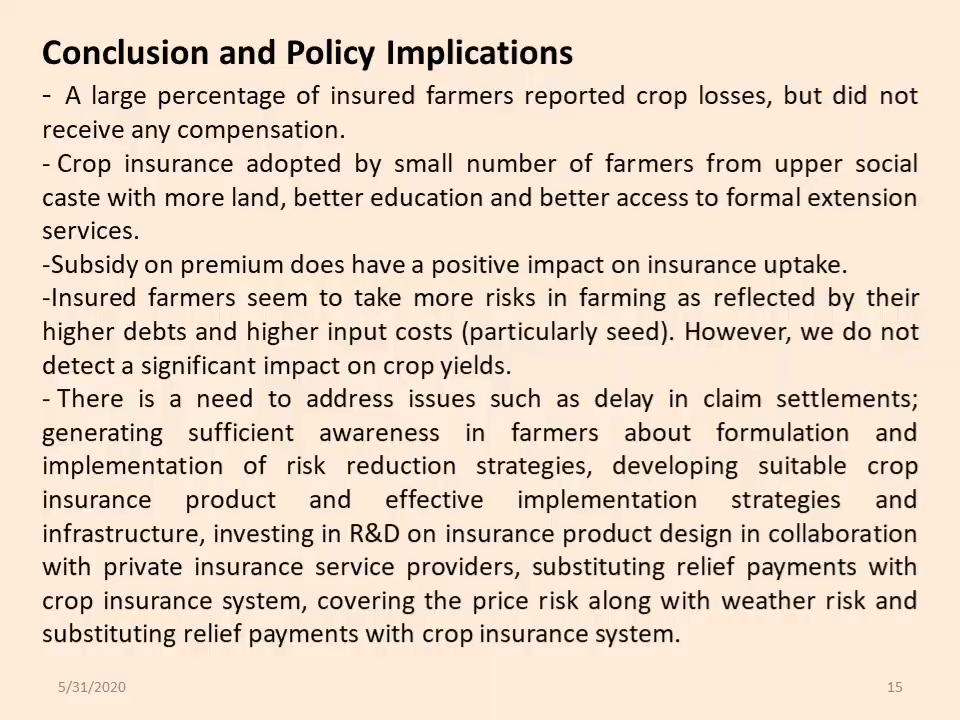 Conclusion and Policy Implications
- A large percentage of insured farmers reported crop losses, but did not
receive any compensation.
- Crop insurance adopted by small number of farmers from upper social
caste with more land, better education and better access to formal extension
services.
-Subsidy on premium does have a positive impact on insurance uptake.
-Insured farmers seem to take more risks in farming as reflected by their
higher debts and higher input costs (particularly seed). However, we do not
detect a significant impact on crop yields.
- There is a need to address issues such as delay in claim settlements;
generating sufficient awareness in farmers about formulation and
implementation of risk reduction strategies, developing suitable crop
insurance product and effective implementation strategies and
infrastructure, investing in R&D on insurance product design in collaboration
with private insurance service providers, substituting relief payments with
crop insurance system, covering the price risk along with weather risk and
substituting relief payments with crop insurance system.
5/31/2020
15